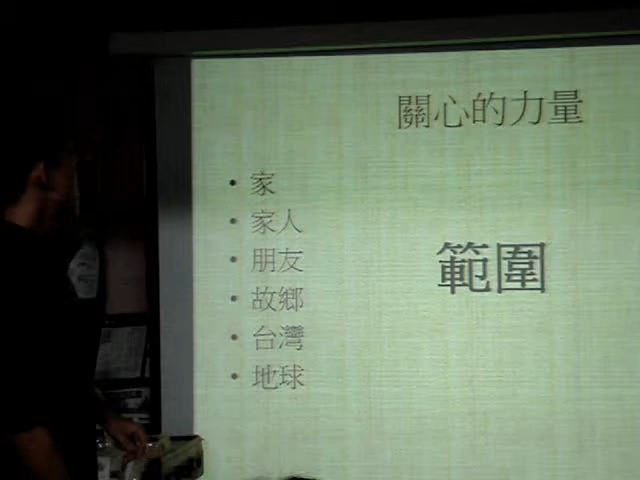 關心的力量
• 家
• 家人
• 朋友
• 故鄉
• 台灣
• 地球
範圍